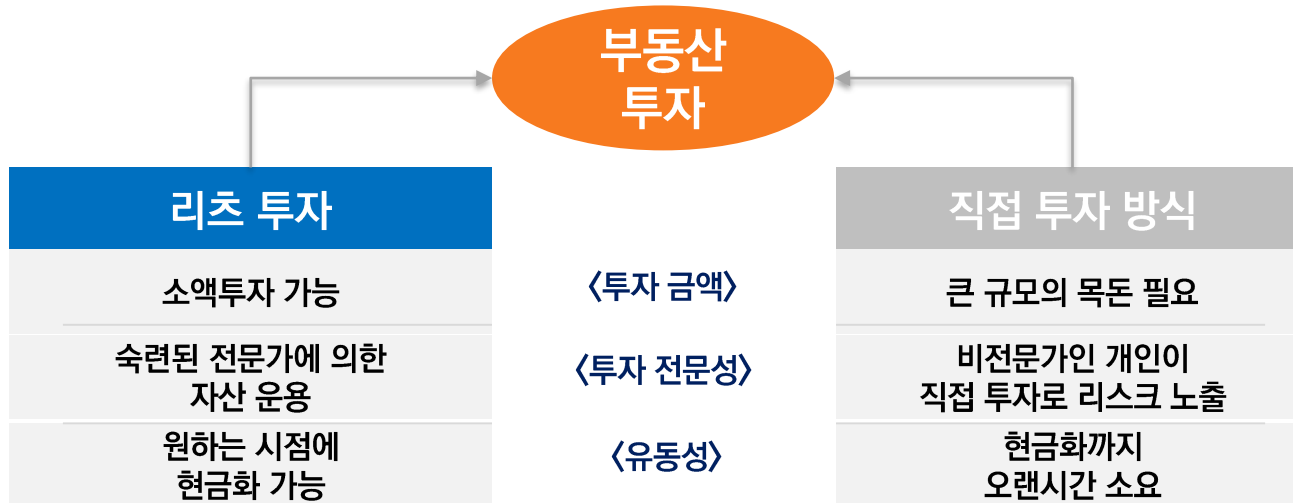 부동산
투자
리츠 투자
직접 투자 방식
소액투자 가능
<투자 금액>
큰 규모의 목돈 필요
숙련된 전문가에 의한
자산 운용
<투자 전문성>
비전문가인 개인이
직접 투자로 리스크 노출
원하는 시점에
현금화 가능
<유동성>
현금화까지
오랜시간 소요